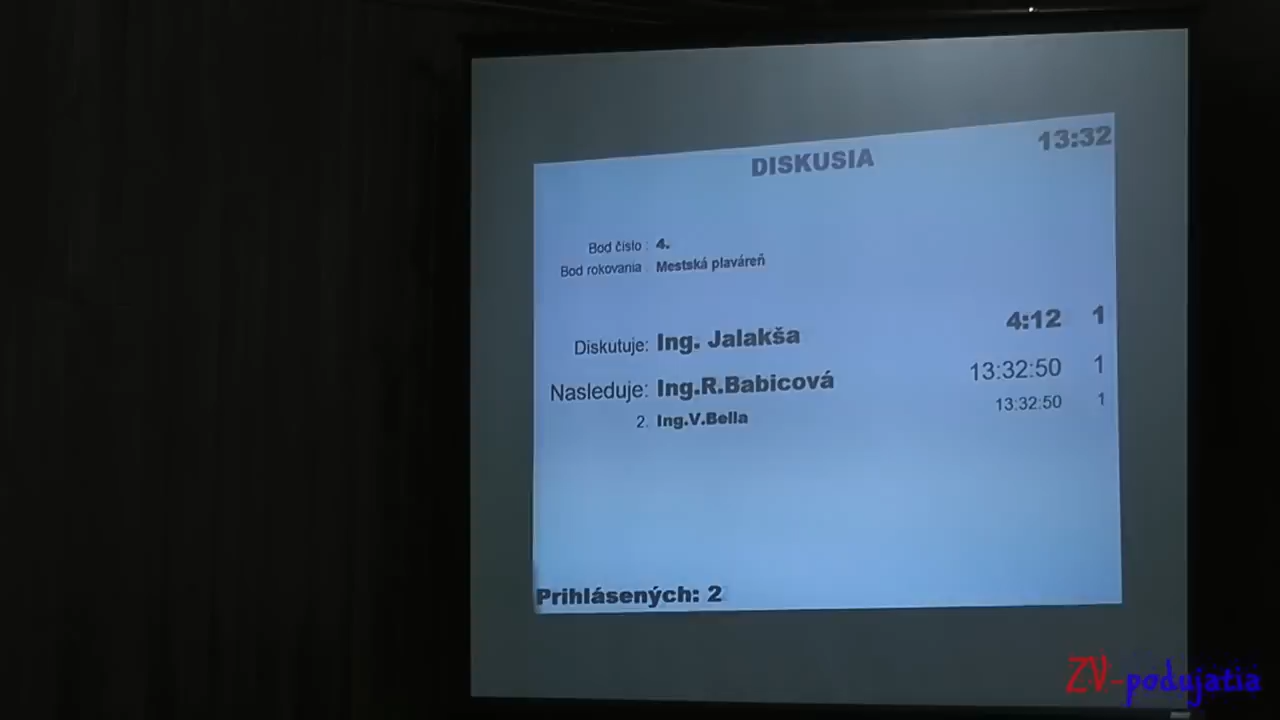 13:32
DISKUSIA
Bod číslo : 4.
Bod rokovania : Mestská plaváreň
Diskutuje: Ing. Jalakša 4:12 1
Nasleduje: Ing.R.Babicová 13:32:50 1
2. Ing.V.Bella 13:32:50 1
Prihlásených: 2
ZV-podujatia